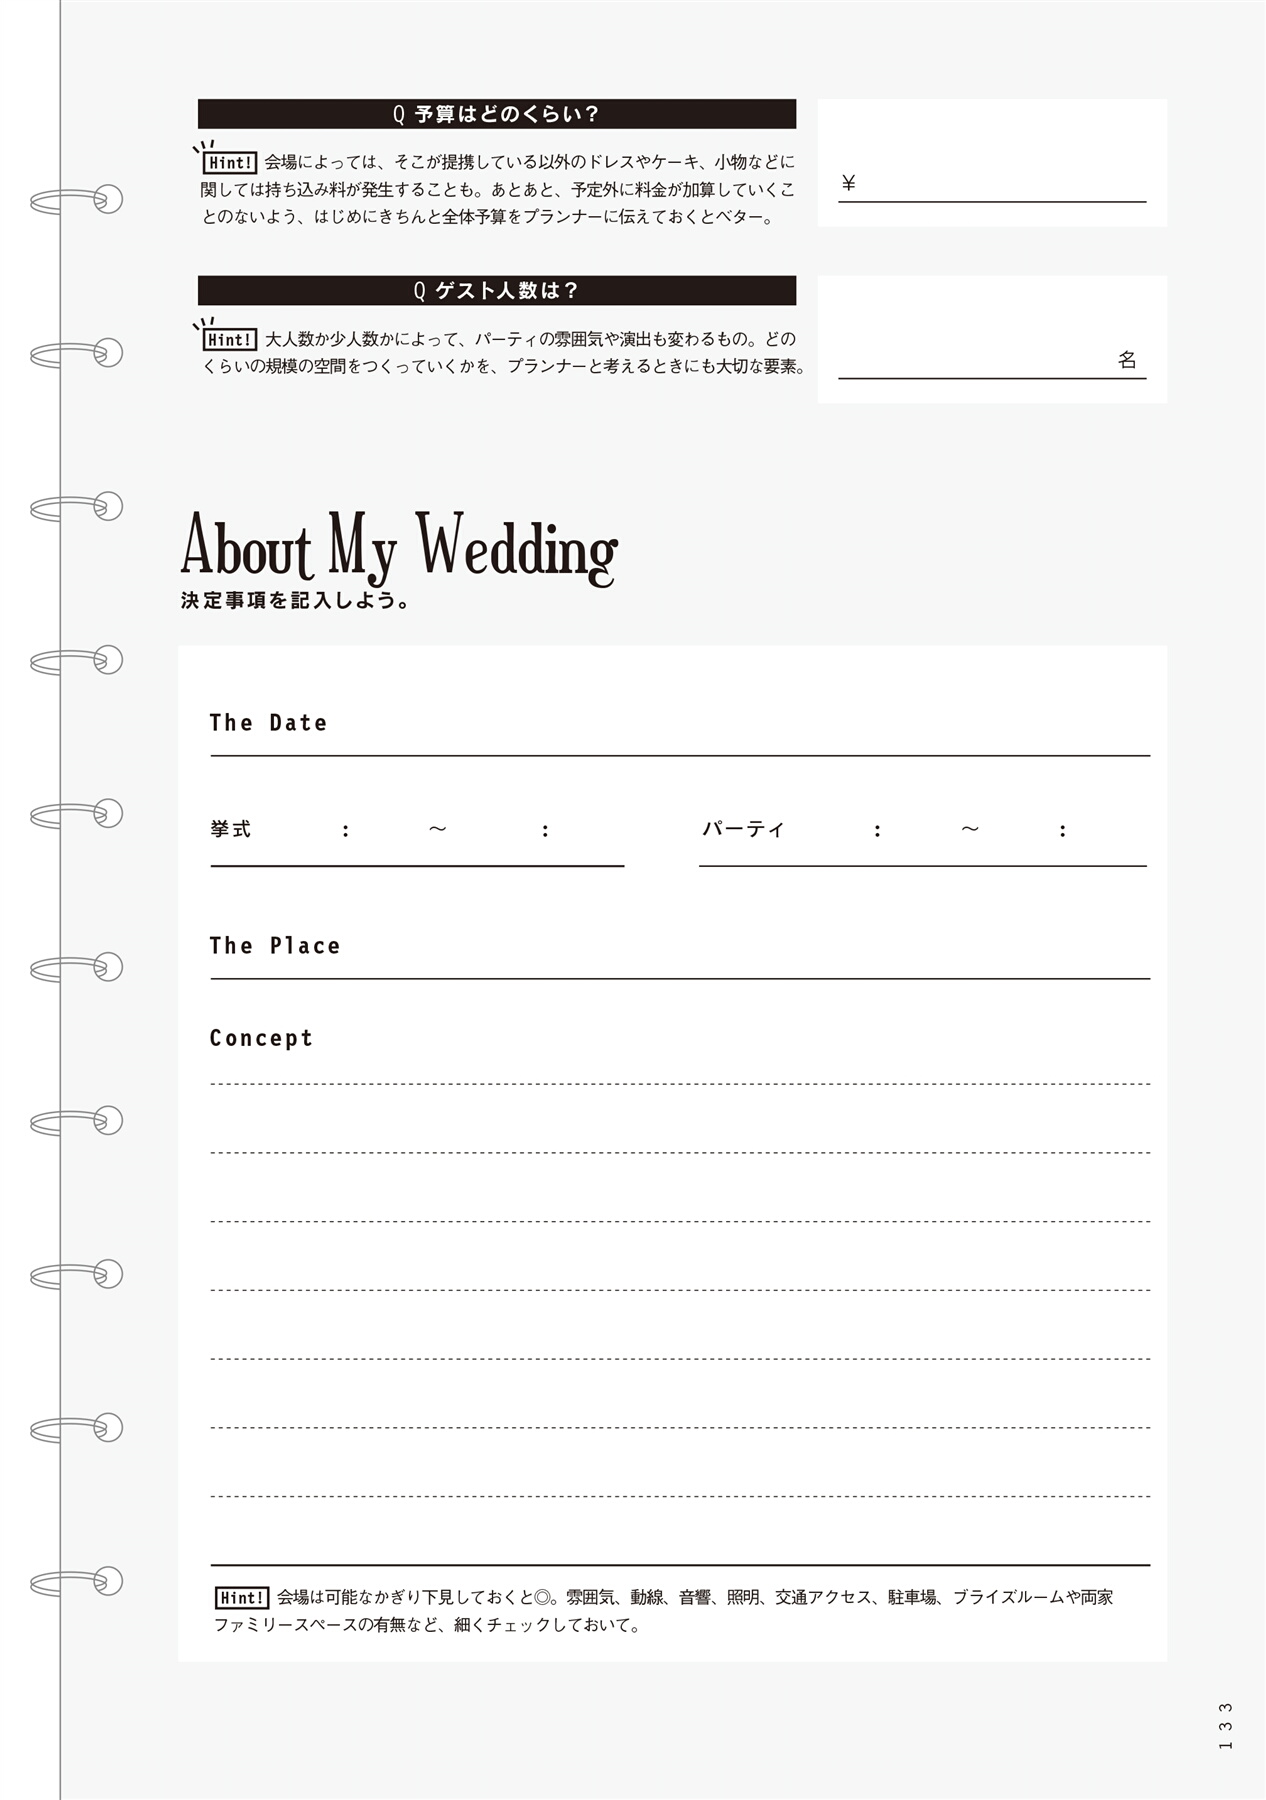 Q 予算はどのくらい？
Hint! 会場によっては、そこが提携している以外のドレスやケーキ、小物などに
関しては持ち込み料が発生することも。あとあと、予定外に料金が加算していくこ
とのないよう、はじめにきちんと全体予算をプランナーに伝えておくとベター。
¥
Q ゲスト人数は？
Hint! 大人数か少人数かによって、パーティの雰囲気や演出も変わるもの。どの
くらいの規模の空間をつくっていくかを、プランナーと考えるときにも大切な要素。
名
About My Wedding
決定事項を記入しよう。
The Date
挙式 : ～ :
パーティ : ～ :
The Place
Concept
Hint! 会場は可能なかぎり下見しておくと◎。雰囲気、動線、音響、照明、交通アクセス、駐車場、ブライズルームや両家
ファミリースペースの有無など、細くチェックしておいて。
133